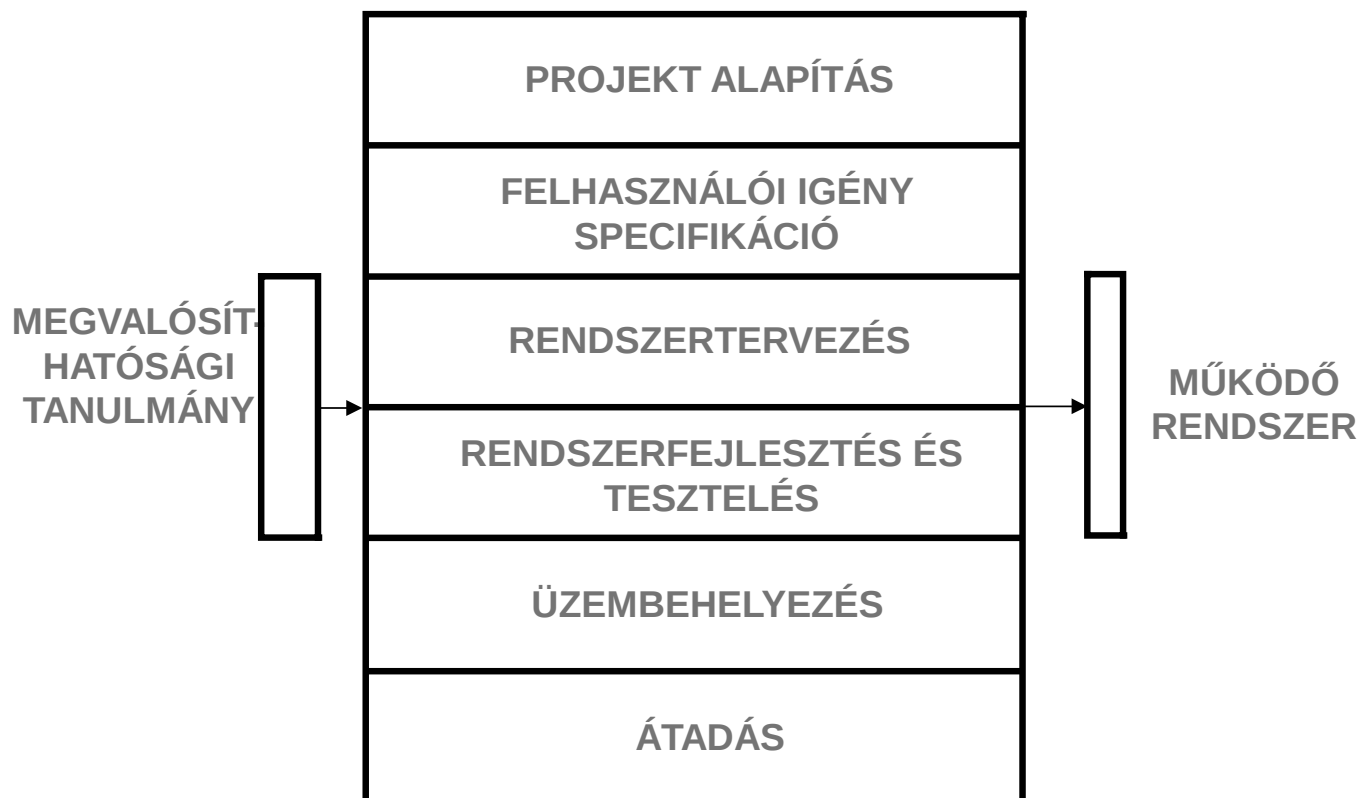 PROJEKT ALAPÍTÁS
FELHASZNÁLÓI IGÉNY
SPECIFIKÁCIÓ
MEGVALÓSÍT-
HATÓSÁGI
TANULMÁNY
RENDSZERTERVEZÉS
RENDSZERFEJLESZTÉS ÉS
TESZTELÉS
ÜZEMBEHELYEZÉS
ÁTADÁS
MŰKÖDŐ
RENDSZER